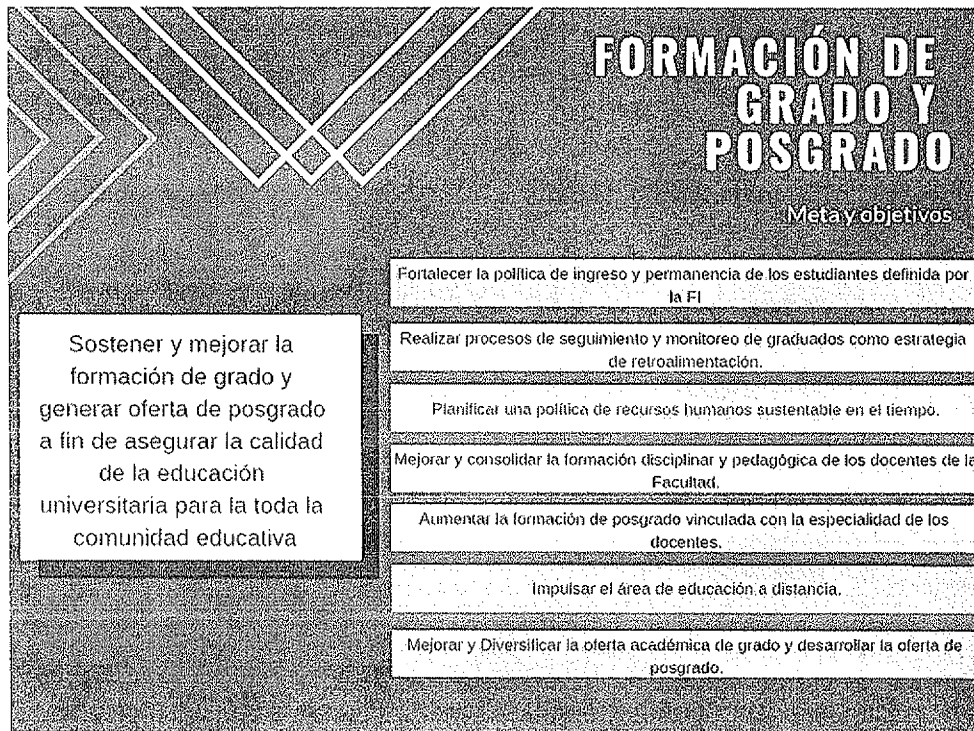 FORMACIÓN DE
GRADO Y
POSGRADO
Meta y objetivos
Sostener y mejorar la
formación de grado y
generar oferta de posgrado
a fin de asegurar la calidad
de la educación
universitaria para la toda la
comunidad educativa
Fortalecer la política de ingreso y permanencia de los estudiantes definida por
la FI
Realizar procesos de seguimiento y monitoreo de graduados como estrategia
de retroalimentación.
Planificar una política de recursos humanos sustentable en el tiempo.
Mejorar y consolidar la formación disciplinar y pedagógica de los docentes de la
Facultad.
Aumentar la formación de posgrado vinculada con la especialidad de los
docentes.
Impulsar el área de educación a distancia.
Mejorar y Diversificar la oferta académica de grado y desarrollar la oferta de
posgrado.